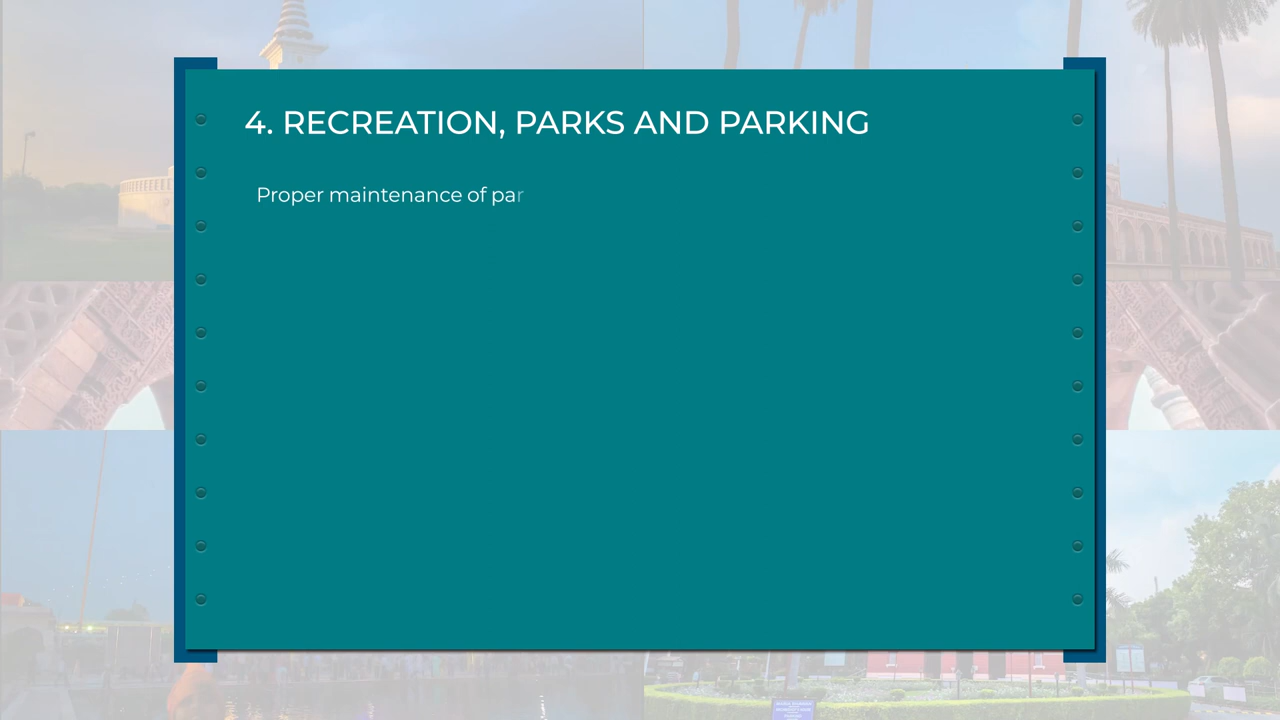 4. RECREATION, PARKS AND PARKING
Proper maintenance of par